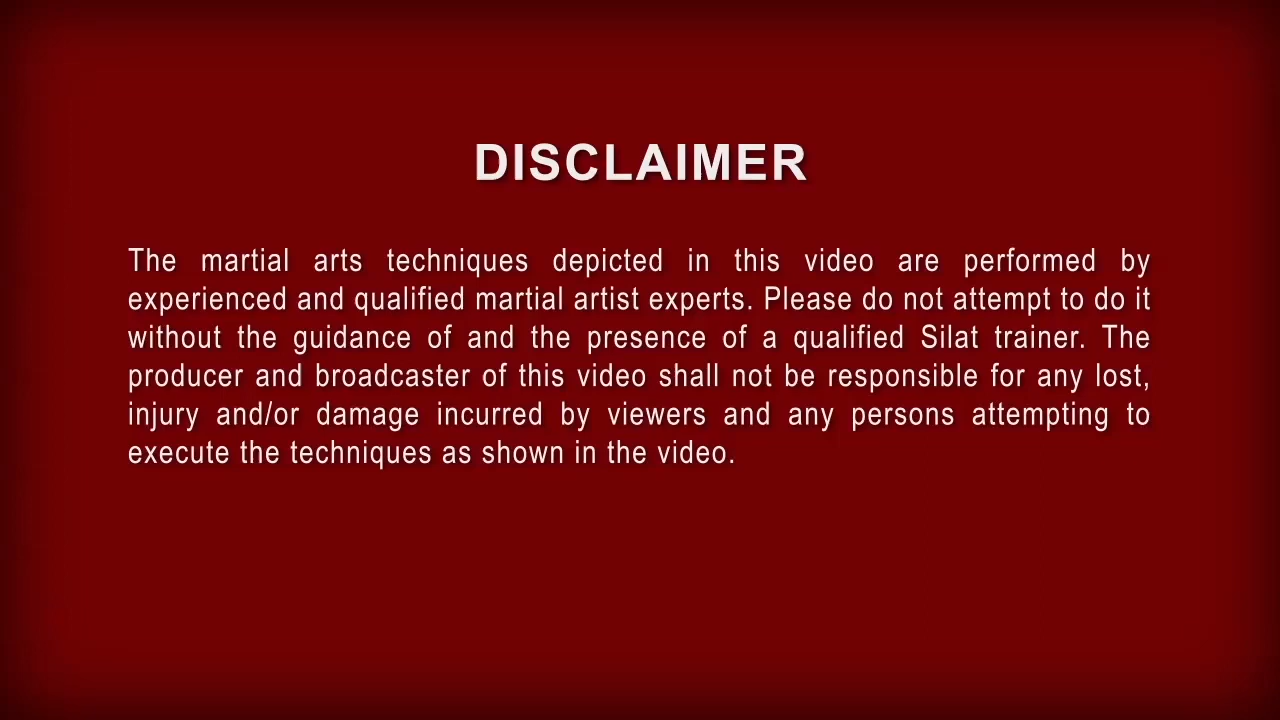 DISCLAIMER
The martial arts techniques depicted in this video are performed by
experienced and qualified martial artist experts. Please do not attempt to do it
without the guidance of and the presence of a qualified Silat trainer. The
producer and broadcaster of this video shall not be responsible for any lost,
injury and/or damage incurred by viewers and any persons attempting to
execute the techniques as shown in the video.